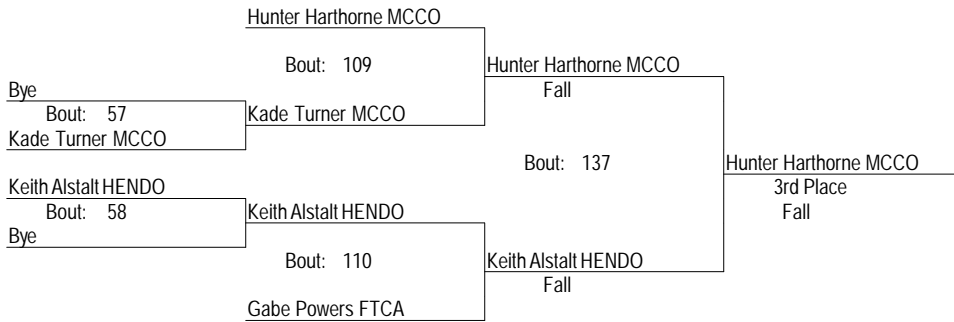 Hunter Harthorne MCCO
Bout: 109
Hunter Harthorne MCCO
Fall
Bye
Bout: 57
Kade Turner MCCO
Kade Turner MCCO
Bout: 137
Hunter Harthorne MCCO
3rd Place
Fall
Keith Alstalt HENDO
Bout: 58
Keith Alstalt HENDO
Bye
Bout: 110
Keith Alstalt HENDO
Fall
Gabe Powers FTCA